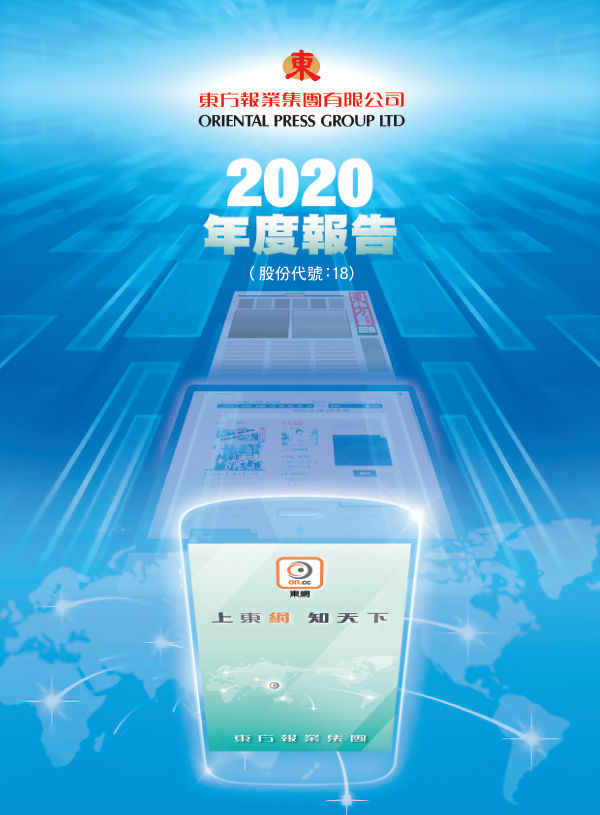 東
東方報業集團有限公司
ORIENTAL PRESS GROUP LTD
2020
年度報告
(股份代號：18)
東方
on.cc
東網
上東網 知天下
東方報業集團